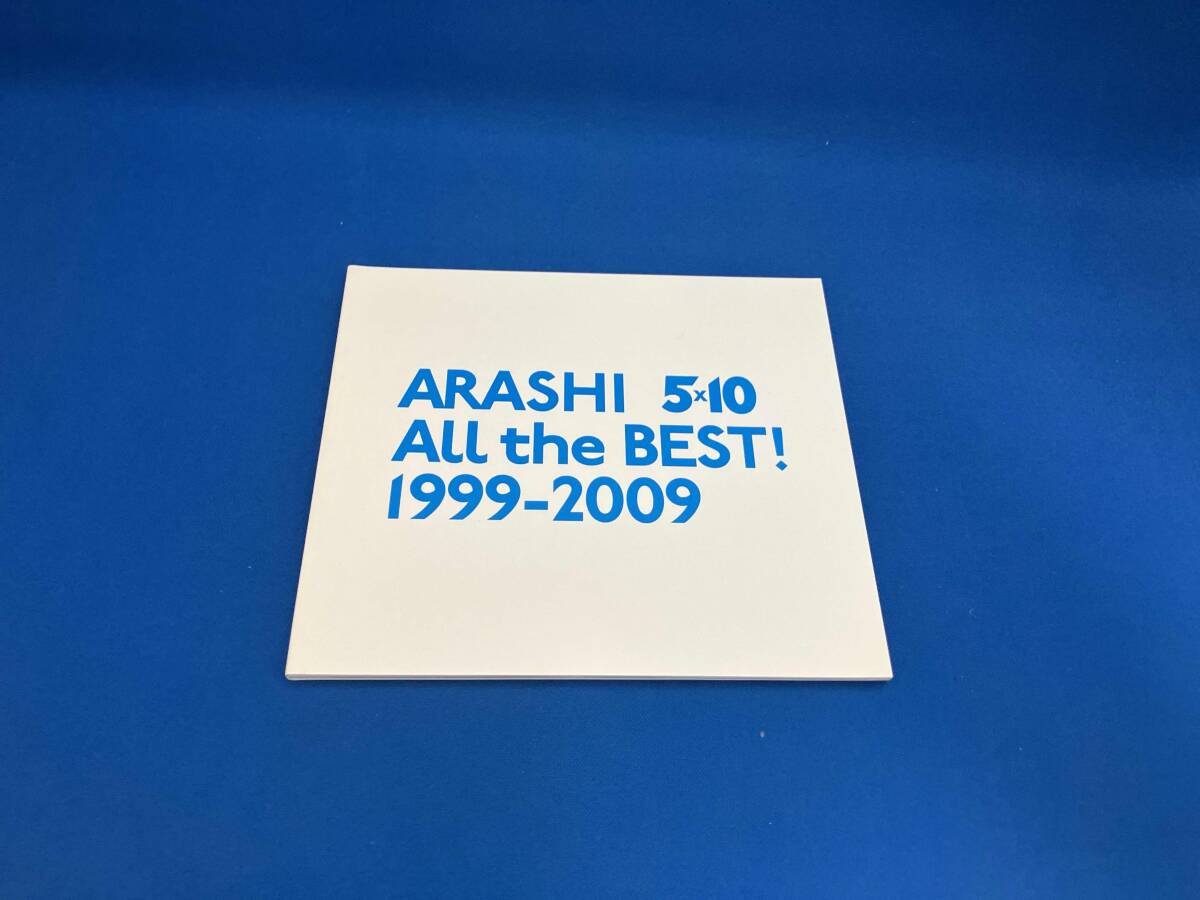 ARASHI 5×10
All the BEST!
1999-2009